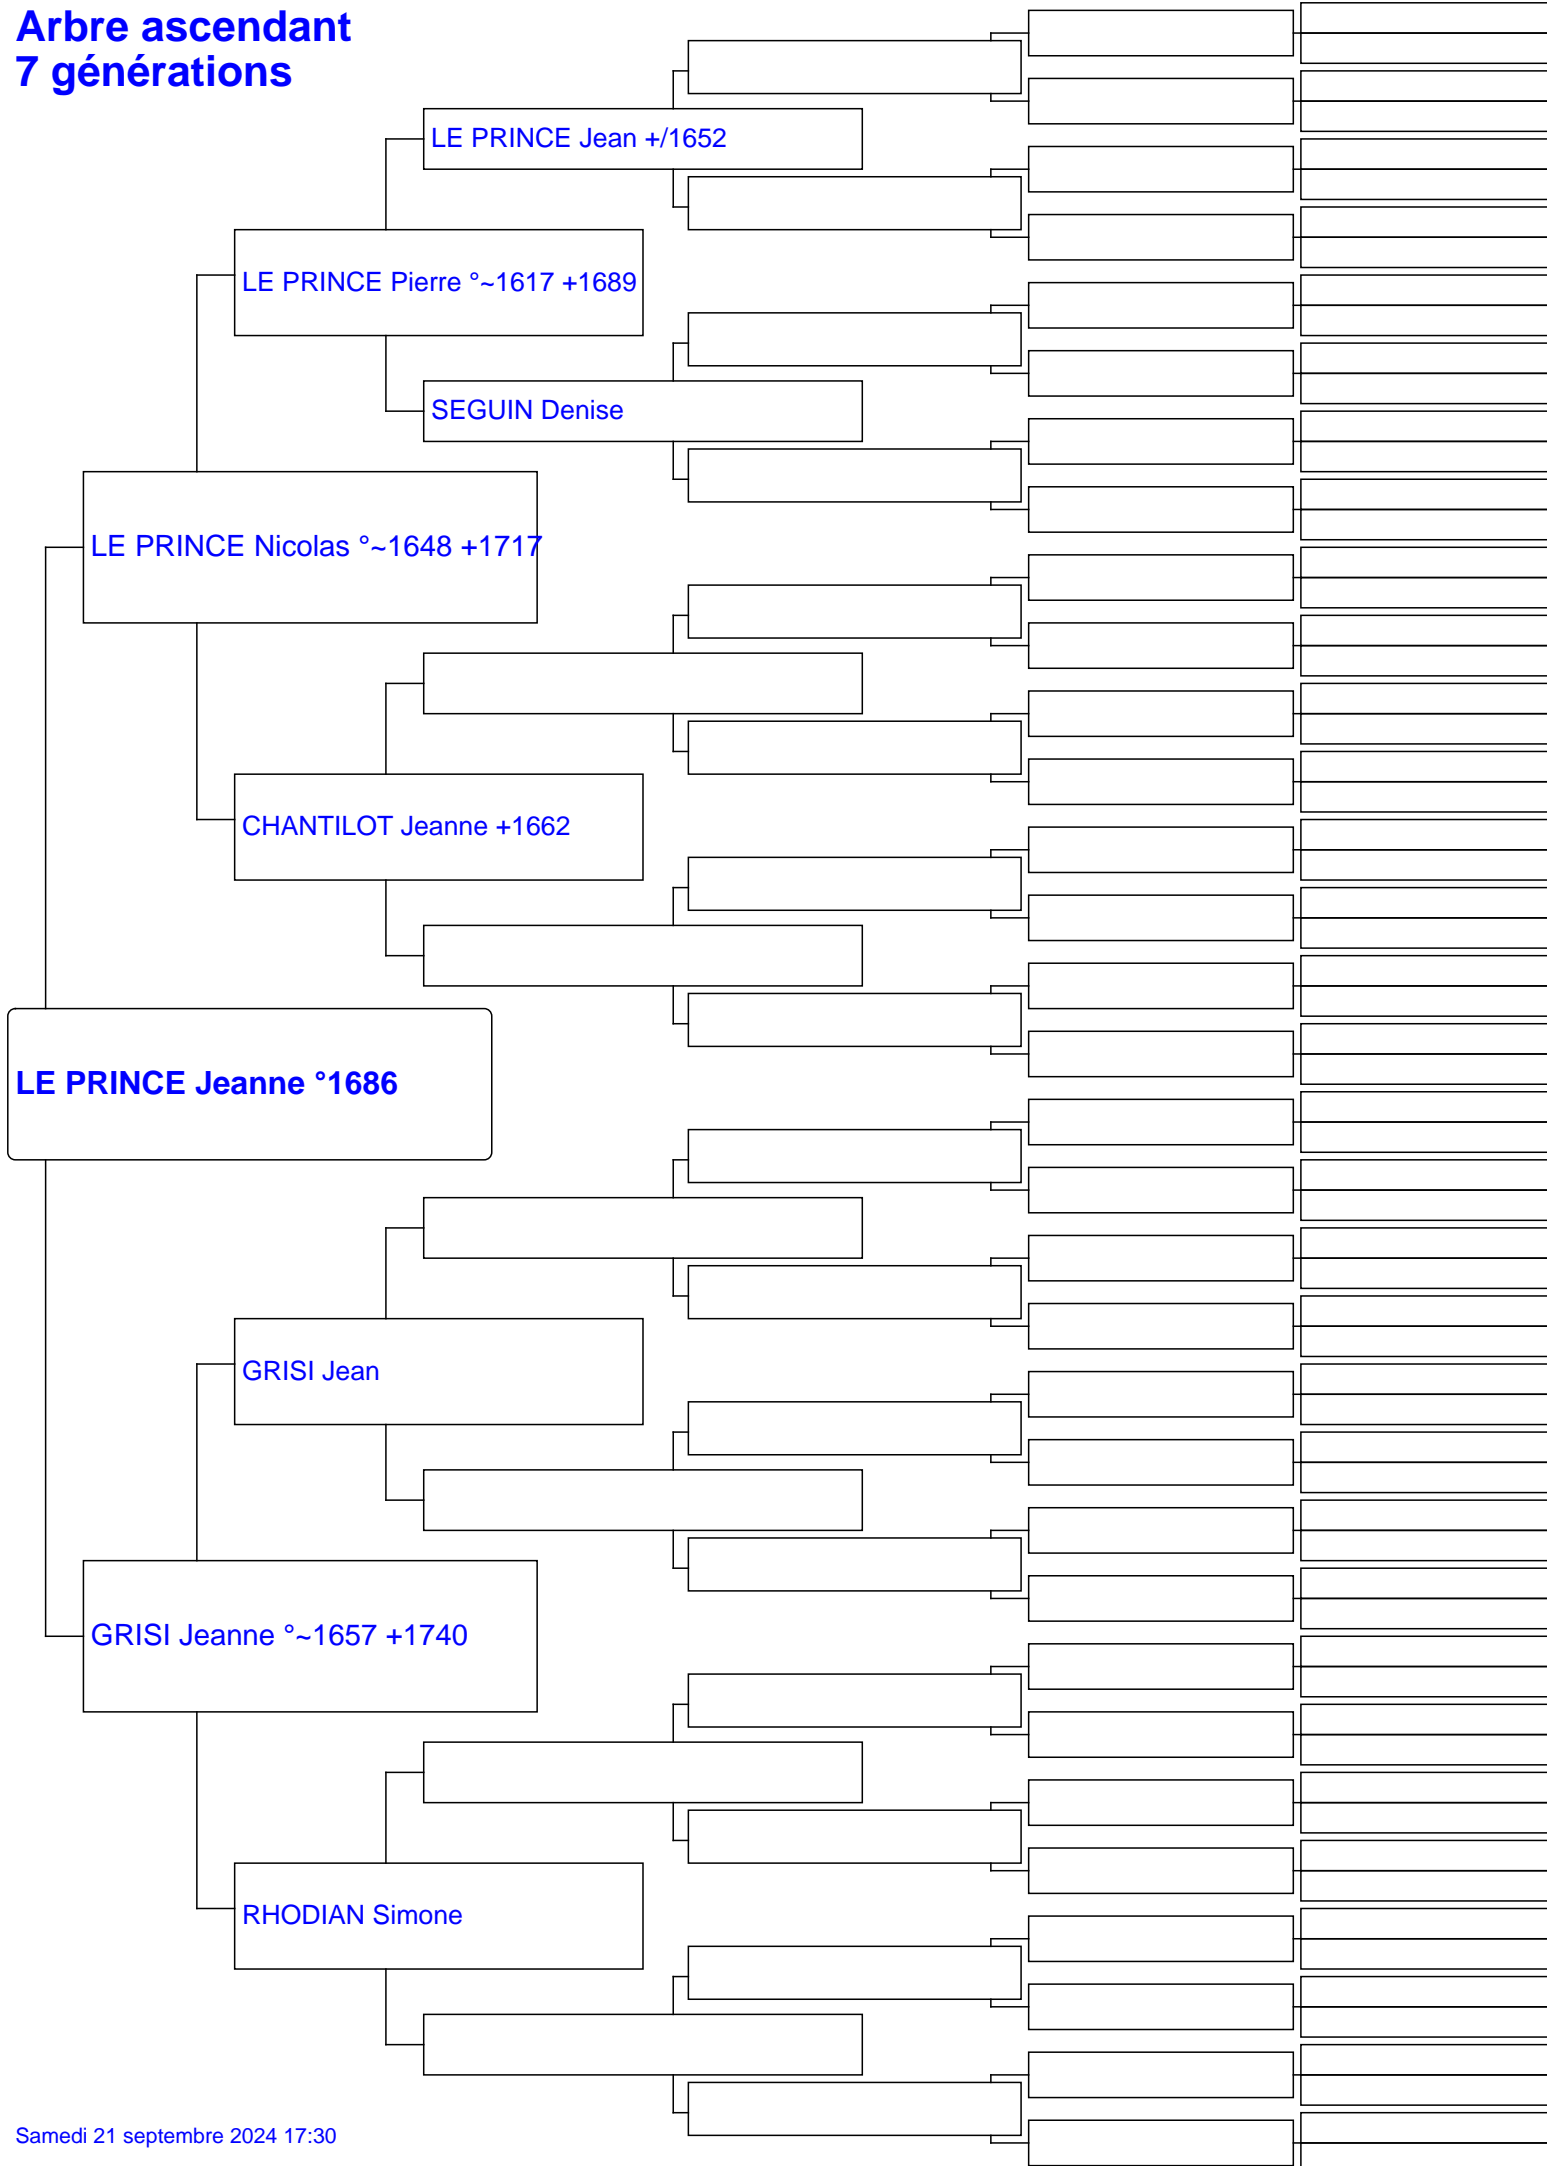 Arbre ascendant
7 générations
LE PRINCE Jean +/1652
LE PRINCE Pierre °~1617 +1689
SEGUIN Denise
LE PRINCE Nicolas °~1648 +1717
CHANTILOT Jeanne +1662
LE PRINCE Jeanne °1686
GRISI Jean
GRISI Jeanne °~1657 +1740
RHODIAN Simone
Samedi 21 septembre 2024 17:30